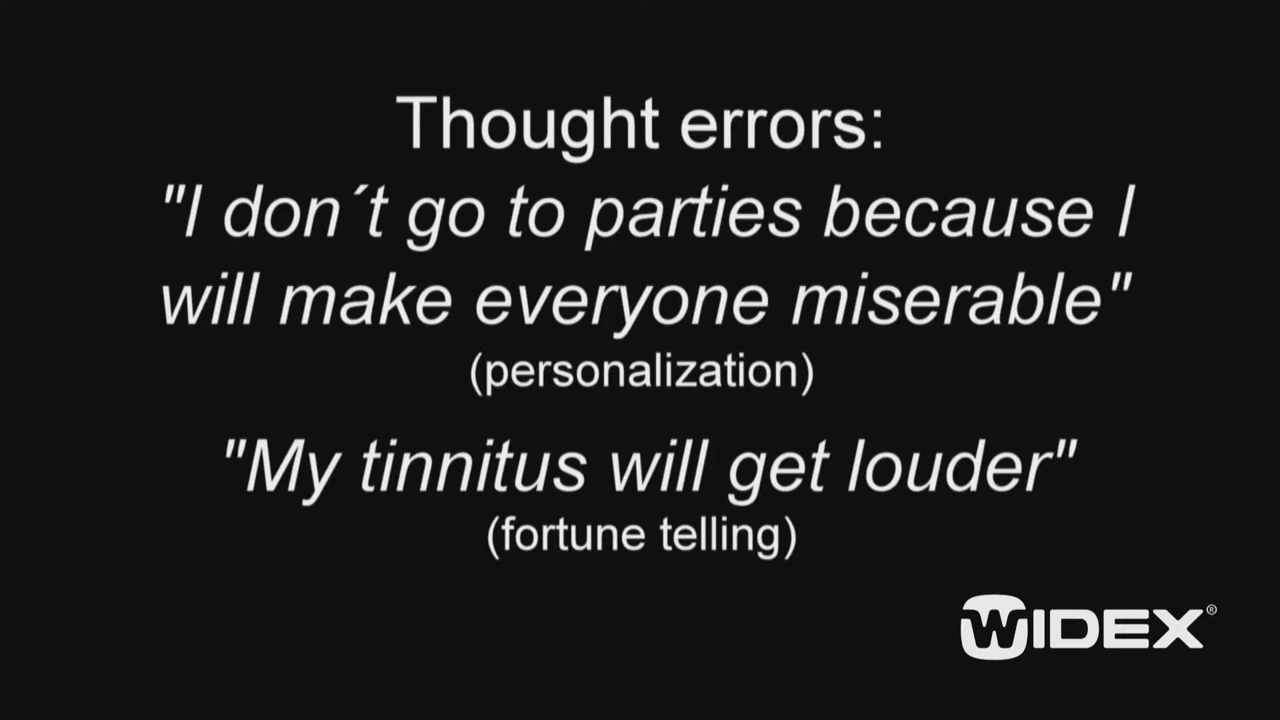 Thought errors:
"I don´t go to parties because I
will make everyone miserable"
(personalization)
"My tinnitus will get louder"
(fortune telling)
WIDEX®